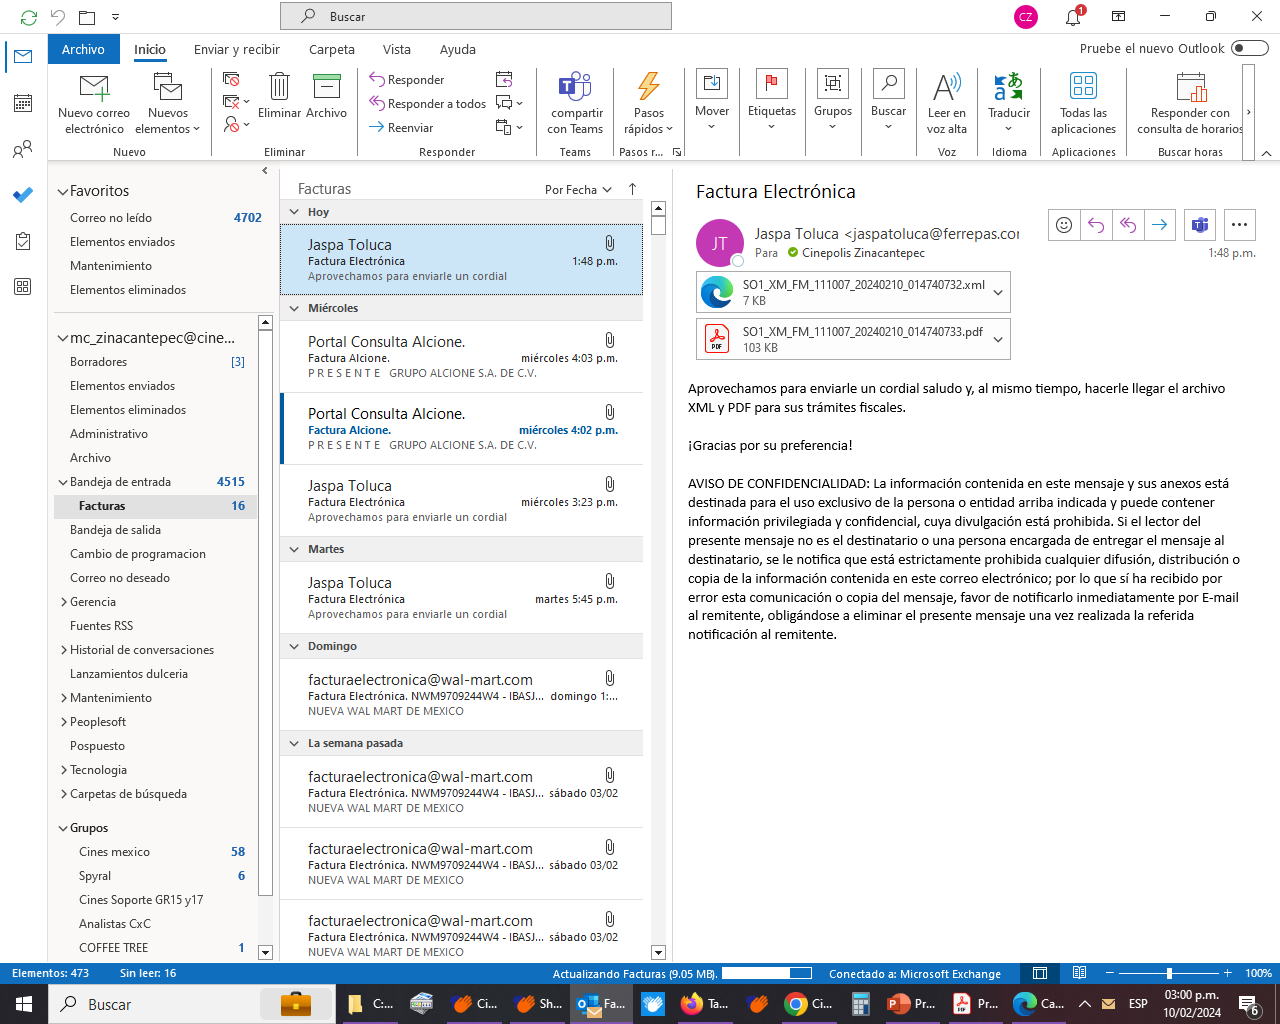 Buscar
CZ
1
Archivo
Inicio
Enviar y recibir
Carpeta
Vista
Ayuda
Pruebe el nuevo Outlook
Nuevo correo electrónico
Nuevos elementos
Nuevo
Eliminar
Archivo
Eliminar
Responder
Responder a todos
Reenviar
Responder
compartir con Teams
Teams
Pasos rápidos
Pasos r...
Mover
Etiquetas
Grupos
Buscar
Leer en voz alta
Voz
Traducir
Idioma
Todas las aplicaciones
Aplicaciones
Responder con consulta de horarios
Buscar horas
Favoritos
Correo no leído 4702
Elementos enviados
Mantenimiento
Elementos eliminados
mc_zinacantepec@cine...
Borradores [3]
Elementos enviados
Elementos eliminados
Administrativo
Archivo
Bandeja de entrada 4515
Facturas 16
Bandeja de salida
Cambio de programacion
Correo no deseado
Gerencia
Fuentes RSS
Historial de conversaciones
Lanzamientos dulceria
Mantenimiento
Peoplesoft
Pospuesto
Tecnologia
Carpetas de búsqueda
Grupos
Cines mexico 58
Spyral 6
Cines Soporte GR15 y17
Analistas CxC
COFFEE TREE 1
Facturas
Por Fecha
Hoy
Jaspa Toluca
Factura Electrónica 1:48 p.m.
Aprovechamos para enviarle un cordial
Miércoles
Portal Consulta Alcione.
Factura Alcione. miércoles 4:03 p.m.
P R E S E N T E GRUPO ALCIONE S.A. DE C.V.
Portal Consulta Alcione.
Factura Alcione. miércoles 4:02 p.m.
P R E S E N T E GRUPO ALCIONE S.A. DE C.V.
Jaspa Toluca
Factura Electrónica miércoles 3:23 p.m.
Aprovechamos para enviarle un cordial
Martes
Jaspa Toluca
Factura Electrónica martes 5:45 p.m.
Aprovechamos para enviarle un cordial
Domingo
facturaelectronica@wal-mart.com
Factura Electrónica. NWM9709244W4 - IBASJ... domingo 1:...
NUEVA WAL MART DE MEXICO
La semana pasada
facturaelectronica@wal-mart.com
Factura Electrónica. NWM9709244W4 - IBASJ... sábado 03/02
NUEVA WAL MART DE MEXICO
facturaelectronica@wal-mart.com
Factura Electrónica. NWM9709244W4 - IBASJ... sábado 03/02
NUEVA WAL MART DE MEXICO
facturaelectronica@wal-mart.com
Factura Electrónica. NWM9709244W4 - IBASJ... sábado 03/02
NUEVA WAL MART DE MEXICO
Factura Electrónica
JT
Jaspa Toluca <jaspatoluca@ferrepas.cor
Para Cinepolis Zinacantepec
1:48 p.m.
SO1_XM_FM_111007_20240210_014740732.xml
7 KB
PDF
SO1_XM_FM_111007_20240210_014740733.pdf
103 KB
Aprovechamos para enviarle un cordial saludo y, al mismo tiempo, hacerle llegar el archivo
XML y PDF para sus trámites fiscales.
¡Gracias por su preferencia!
AVISO DE CONFIDENCIALIDAD: La información contenida en este mensaje y sus anexos está
destinada para el uso exclusivo de la persona o entidad arriba indicada y puede contener
información privilegiada y confidencial, cuya divulgación está prohibida. Si el lector del
presente mensaje no es el destinatario o una persona encargada de entregar el mensaje al
destinatario, se le notifica que está estrictamente prohibida cualquier difusión, distribución o
copia de la información contenida en este correo electrónico; por lo que sí ha recibido por
error esta comunicación o copia del mensaje, favor de notificarlo inmediatamente por E-mail
al remitente, obligándose a eliminar el presente mensaje una vez realizada la referida
notificación al remitente.
Elementos: 473
Sin leer: 16
Actualizando Facturas (9.05 MB).
Conectado a: Microsoft Exchange
100%
Buscar
C:...
Ci...
Sh...
Fa...
Ta...
Ci...
Pr...
Pr...
Ca...
ESP
03:00 p.m.
10/02/2024
6